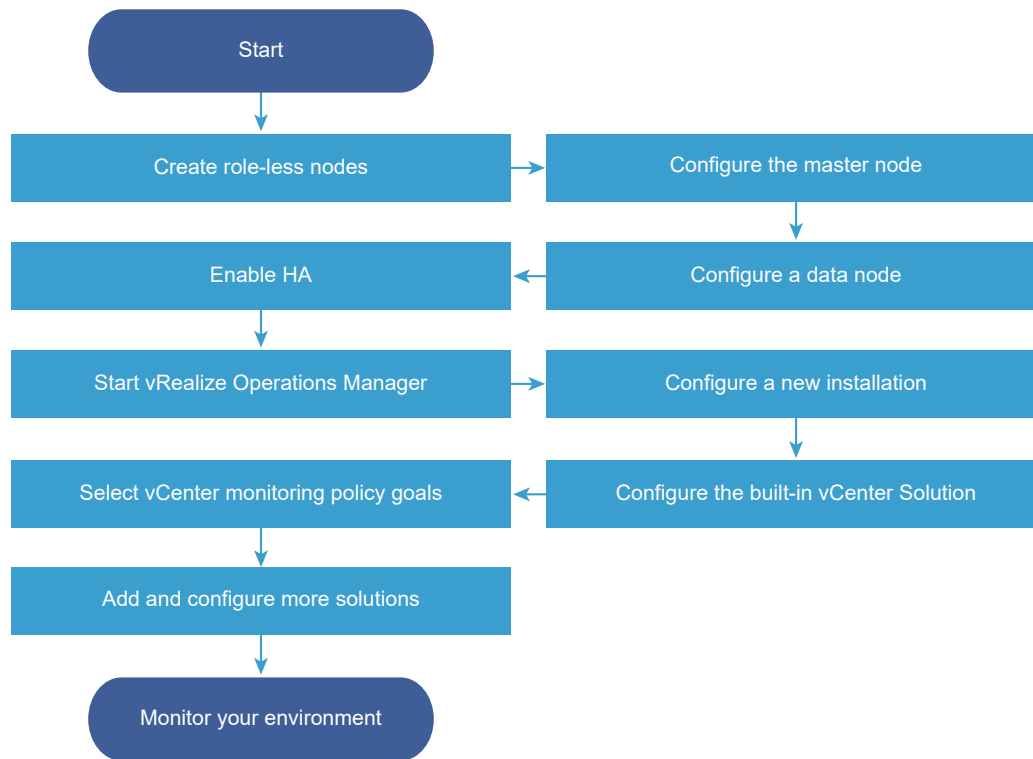 Start
Create role-less nodes
Configure the master node
Enable HA
Configure a data node
Start vRealize Operations Manager
Configure a new installation
Select vCenter monitoring policy goals
Configure the built-in vCenter Solution
Add and configure more solutions
Monitor your environment